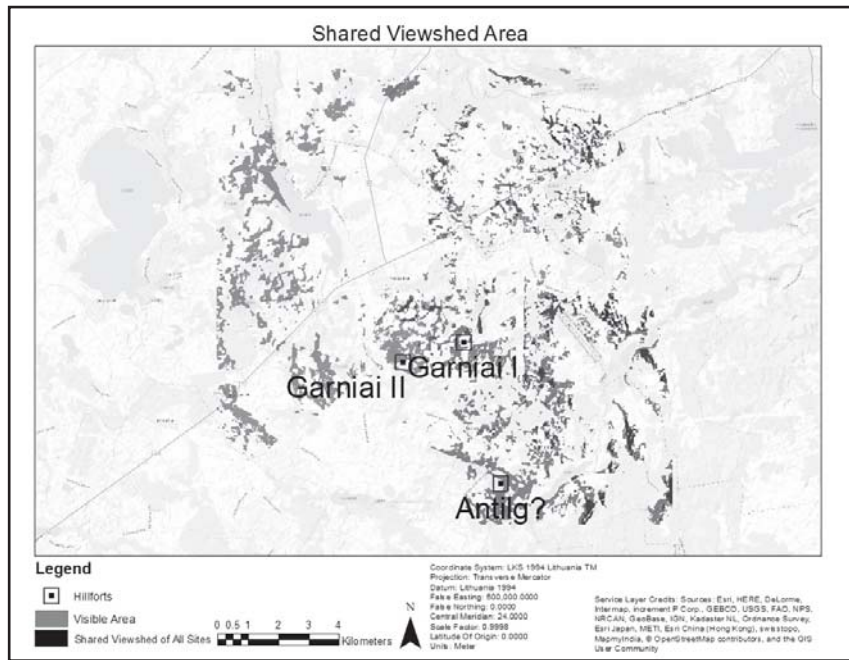 Shared Viewshed Area
Garniai I
Garniai II
Antilg?
Legend
Hillforts
Visible Area
Shared Viewshed of All Sites
0 0.5 1 2 3 4
Kilometers
N
Coordinate System: LKS 1994 Lithuania TM
Projection: Transverse Mercator
Datum: Lithuania 1994
False Easting: 500,000.0000
False Northing: 0.0000
Central Meridian: 24.0000
Scale Factor: 0.9998
Latitude Of Origin: 0.0000
Units: Meter
Service Layer Credits: Sources: Esri, HERE, DeLorme,
Intermap, increment P Corp., GEBCO, USGS, FAO, NPS,
NRCAN, GeoBase, IGN, Kadaster NL, Ordnance Survey,
Esri Japan, METI, Esri China (Hong Kong), swisstopo,
MapmyIndia, © OpenStreetMap contributors, and the GIS
User Community